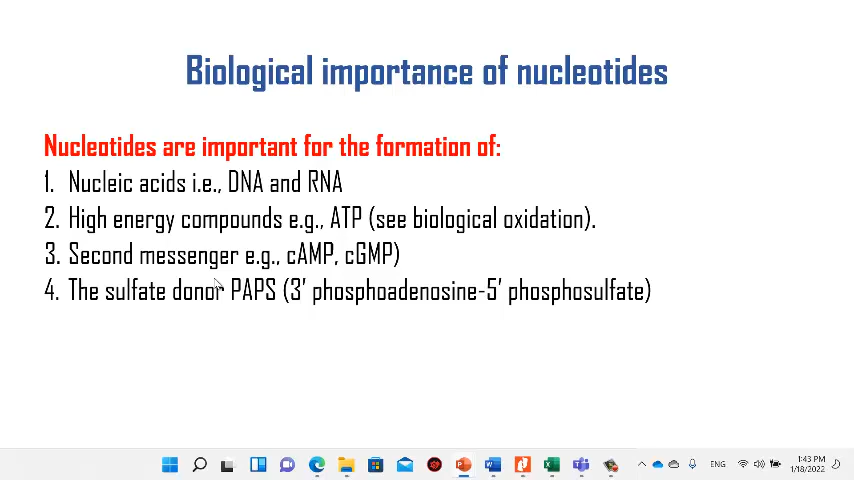 Biological importance of nucleotides
Nucleotides are important for the formation of:
1. Nucleic acids i.e., DNA and RNA
2. High energy compounds e.g., ATP (see biological oxidation).
3. Second messenger e.g., cAMP, cGMP)
4. The sulfate donor PAPS (3' phosphoadenosine-5' phosphosulfate)
ENG
1:43 PM
1/18/2022